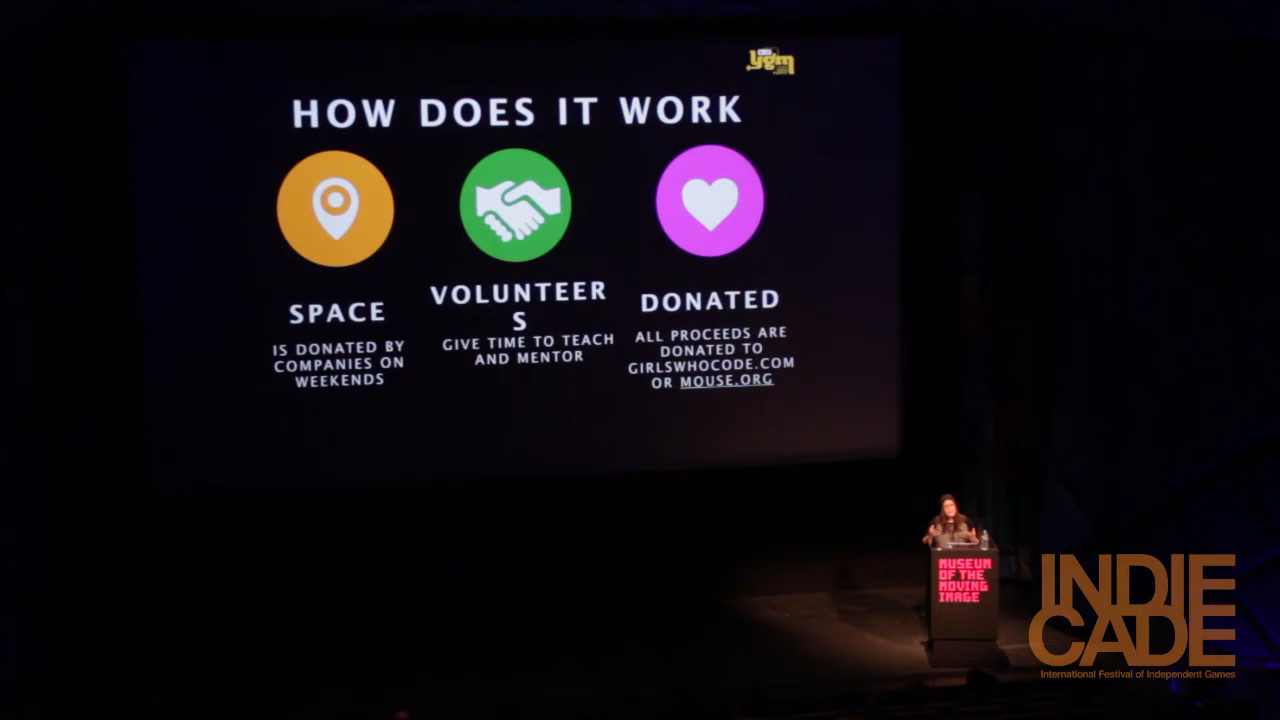 ygm
HOW DOES IT WORK
SPACE
IS DONATED BY
COMPANIES ON
WEEKENDS
VOLUNTEER
S
GIVE TIME TO TEACH
AND MENTOR
DONATED
ALL PROCEEDS ARE
DONATED TO
GIRLSWHOCODE.COM
OR MOUSE.ORG
MUSEUM
OF THE
MOVING
IMAGE
INDIE
CADE
International Festival of Independent Games